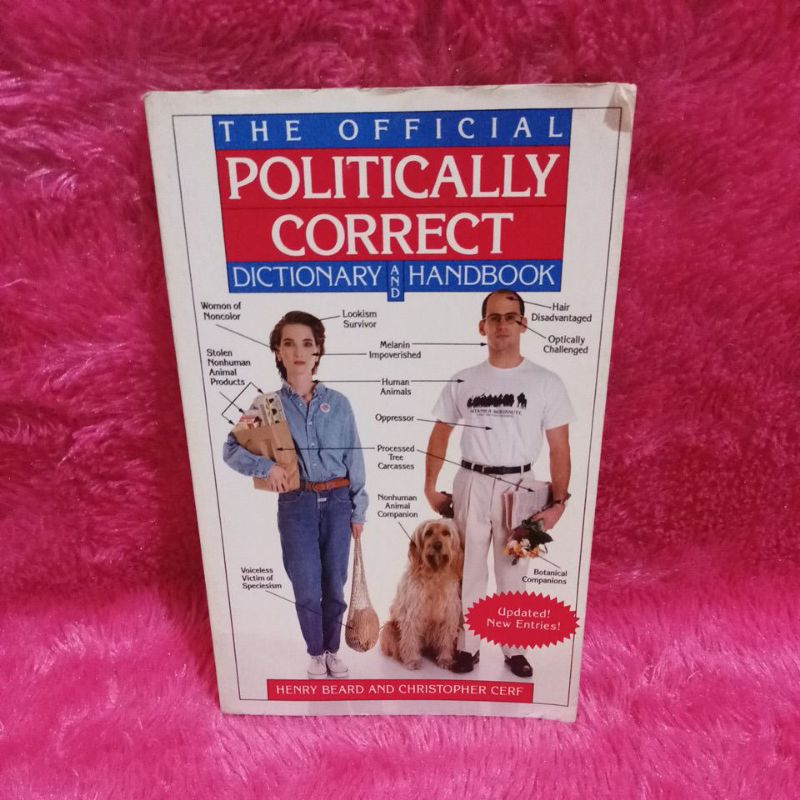 THE OFFICIAL
POLITICALLY
CORRECT
DICTIONARY AND HANDBOOK
Womon of
Noncolor
Lookism
Survivor
Hair
Disadvantaged
Melanin
Impoverished
Optically
Challenged
Stolen
Nonhuman
Animal
Products
Human
Animals
Oppressor
Processed
Tree
Carcasses
Nonhuman
Animal
Companion
Voiceless
Victim of
Speciesism
Botanical
Companions
Updated!
New Entries!
HENRY BEARD AND CHRISTOPHER CERF